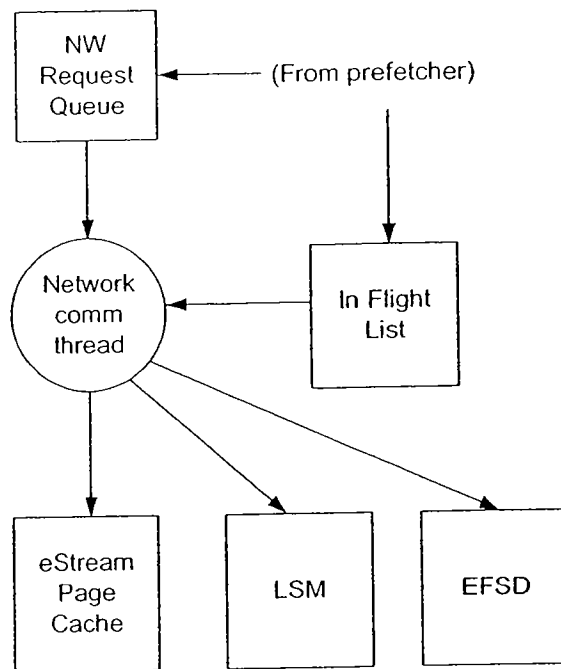 NW
Request
Queue
(From prefetcher)
Network
comm
thread
In Flight
List
eStream
Page
Cache
LSM
EFSD